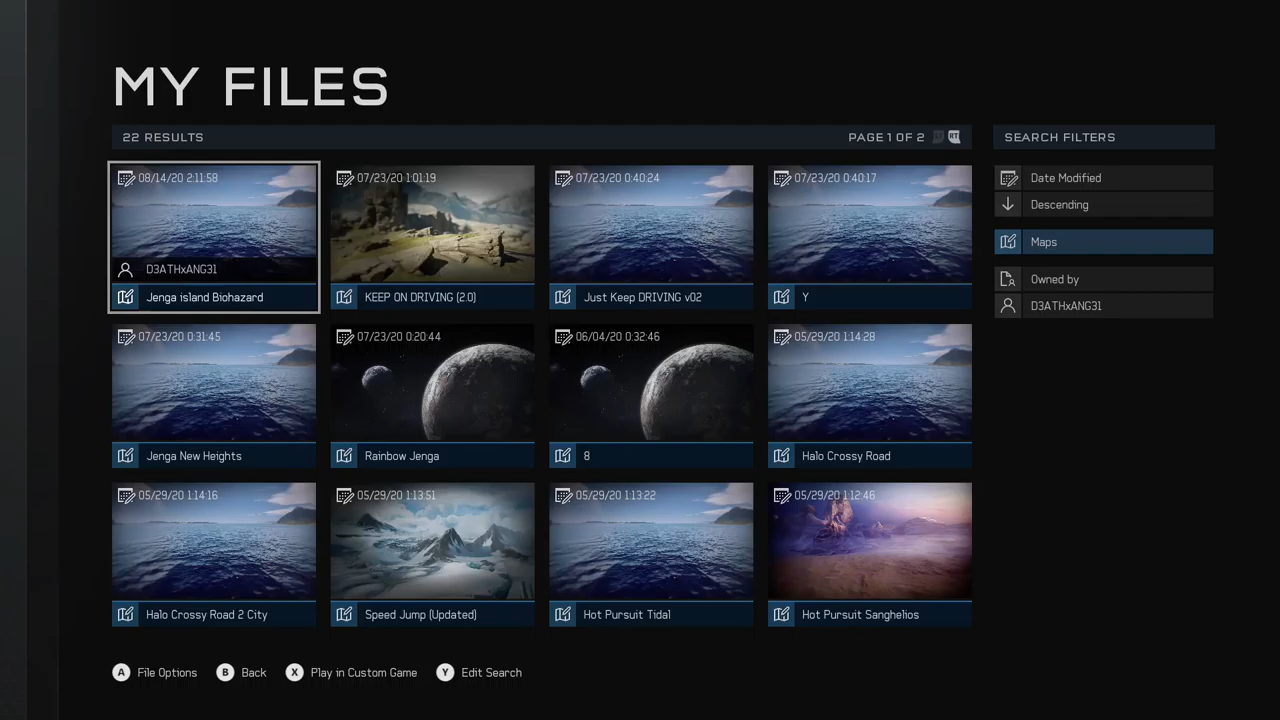 MY FILES
22 RESULTS
PAGE 1 OF 2
RT
SEARCH FILTERS
08/14/20 2:11:58
D3ATHxANG31
Jenga island Biohazard
07/23/20 1:01:19
KEEP ON DRIVING (2.0)
07/23/20 0:40:24
Just Keep DRIVING v02
07/23/20 0:40:17
Y
Date Modified
Descending
Maps
Owned by
D3ATHxANG31
07/23/20 0:31:45
Jenga New Heights
07/23/20 0:20:44
Rainbow Jenga
06/04/20 0:32:46
8
05/29/20 1:14:28
Halo Crossy Road
05/29/20 1:14:16
Halo Crossy Road 2 City
05/29/20 1:13:51
Speed Jump (Updated)
05/29/20 1:13:22
Hot Pursuit Tidal
05/29/20 1:12:46
Hot Pursuit Sanghelios
A File Options
B Back
X Play in Custom Game
Y Edit Search